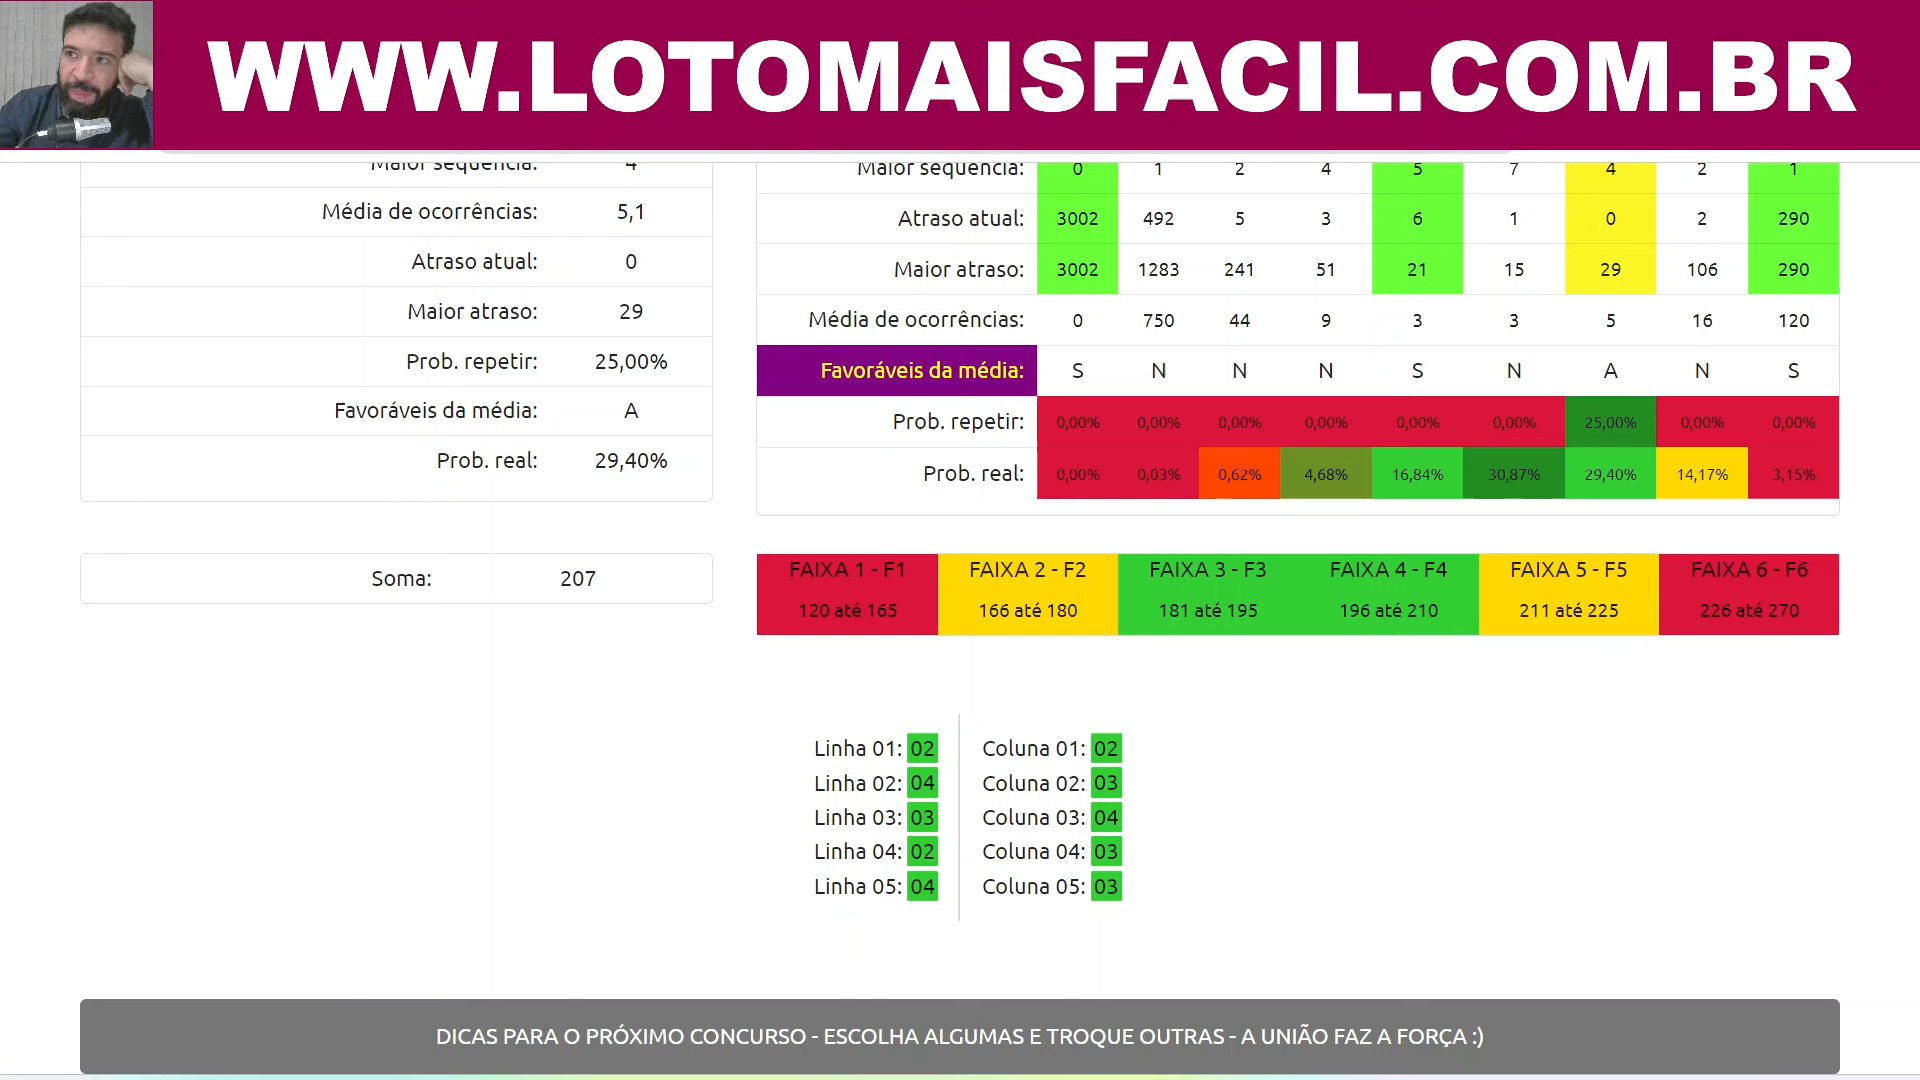 WWW.LOTOMAISFACIL.COM.BR
Maior sequência: 4
Média de ocorrências: 5,1
Atraso atual: 0
Maior atraso: 29
Prob. repetir: 25,00%
Favoráveis da média: A
Prob. real: 29,40%
Soma: 207
Maior sequência: 0 1 2 4 5 7 4 2 1
Atraso atual: 3002 492 5 3 6 1 0 2 290
Maior atraso: 3002 1283 241 51 21 15 29 106 290
Média de ocorrências: 0 750 44 9 3 3 5 16 120
Favoráveis da média: S N N N S N A N S
Prob. repetir: 0,00% 0,00% 0,00% 0,00% 0,00% 0,00% 25,00% 0,00% 0,00%
Prob. real: 0,00% 0,03% 0,62% 4,68% 16,84% 30,87% 29,40% 14,17% 3,15%
FAIXA 1 - F1 FAIXA 2 - F2 FAIXA 3 - F3 FAIXA 4 - F4 FAIXA 5 - F5 FAIXA 6 - F6
120 até 165 166 até 180 181 até 195 196 até 210 211 até 225 226 até 270
Linha 01: 02
Linha 02: 04
Linha 03: 03
Linha 04: 02
Linha 05: 04
Coluna 01: 02
Coluna 02: 03
Coluna 03: 04
Coluna 04: 03
Coluna 05: 03
DICAS PARA O PRÓXIMO CONCURSO - ESCOLHA ALGUMAS E TROQUE OUTRAS - A UNIÃO FAZ A FORÇA :)